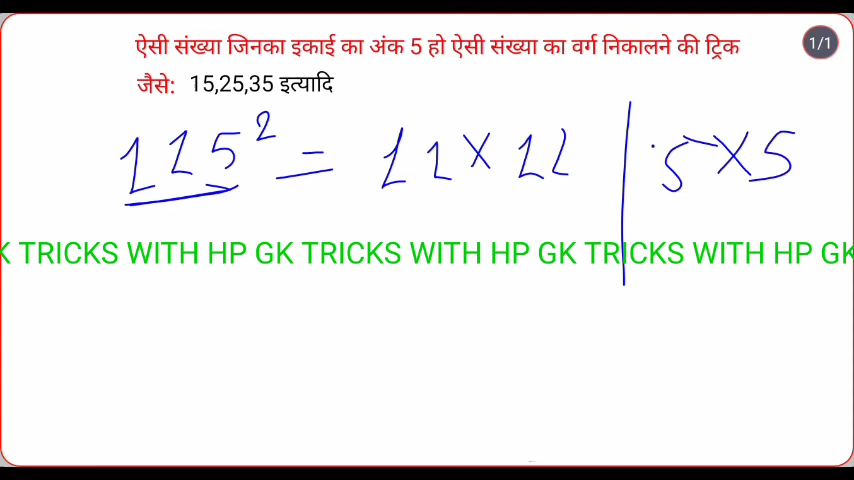 ऐसी संख्या जिनका इकाई का अंक 5 हो ऐसी संख्या का वर्ग निकालने की ट्रिक
1/1
जैसे: 15,25,35 इत्यादि
115² = 11 × 12 | 5 × 5
K TRICKS WITH HP GK TRICKS WITH HP GK TRICKS WITH HP GK